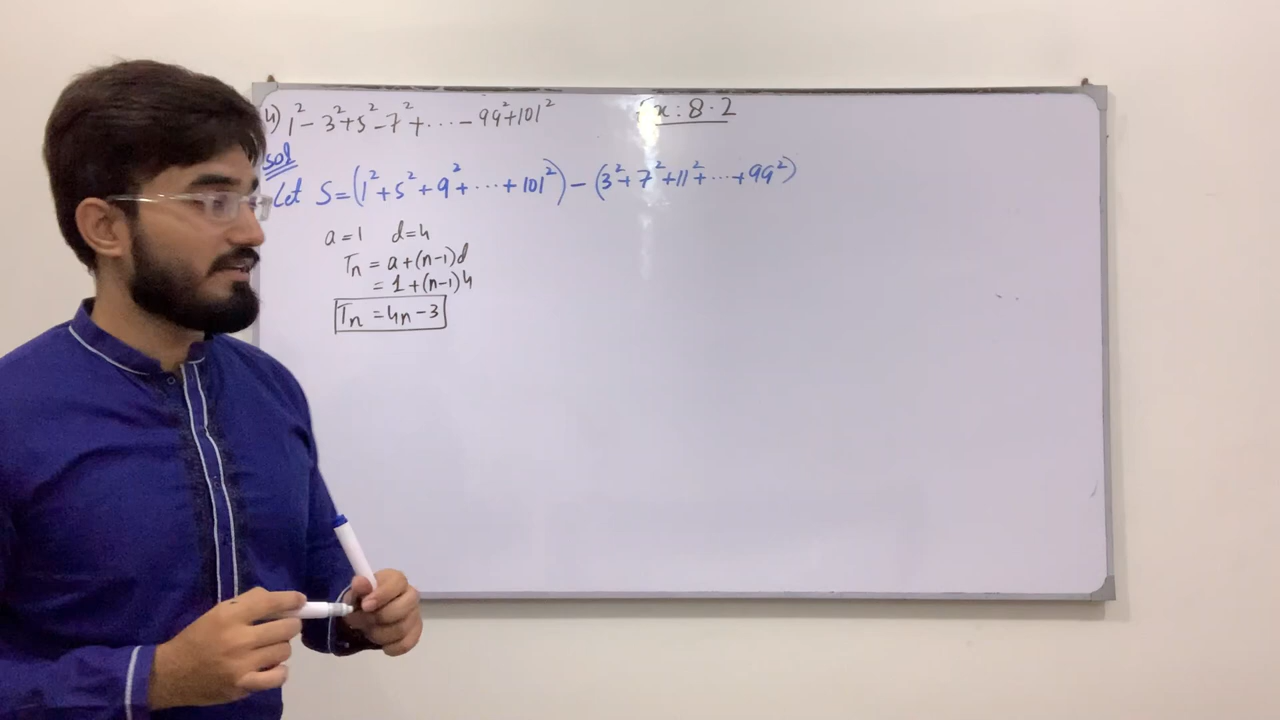 4) 1² - 3² + 5² - 7² + ... - 99² + 101²
Ex: 8.2
sol
Let S = (1² + 5² + 9² + ... + 101²) - (3² + 7² + 11² + ... + 99²)
a = 1 d = 4
Tn = a + (n-1)d
= 1 + (n-1)4
Tn = 4n - 3